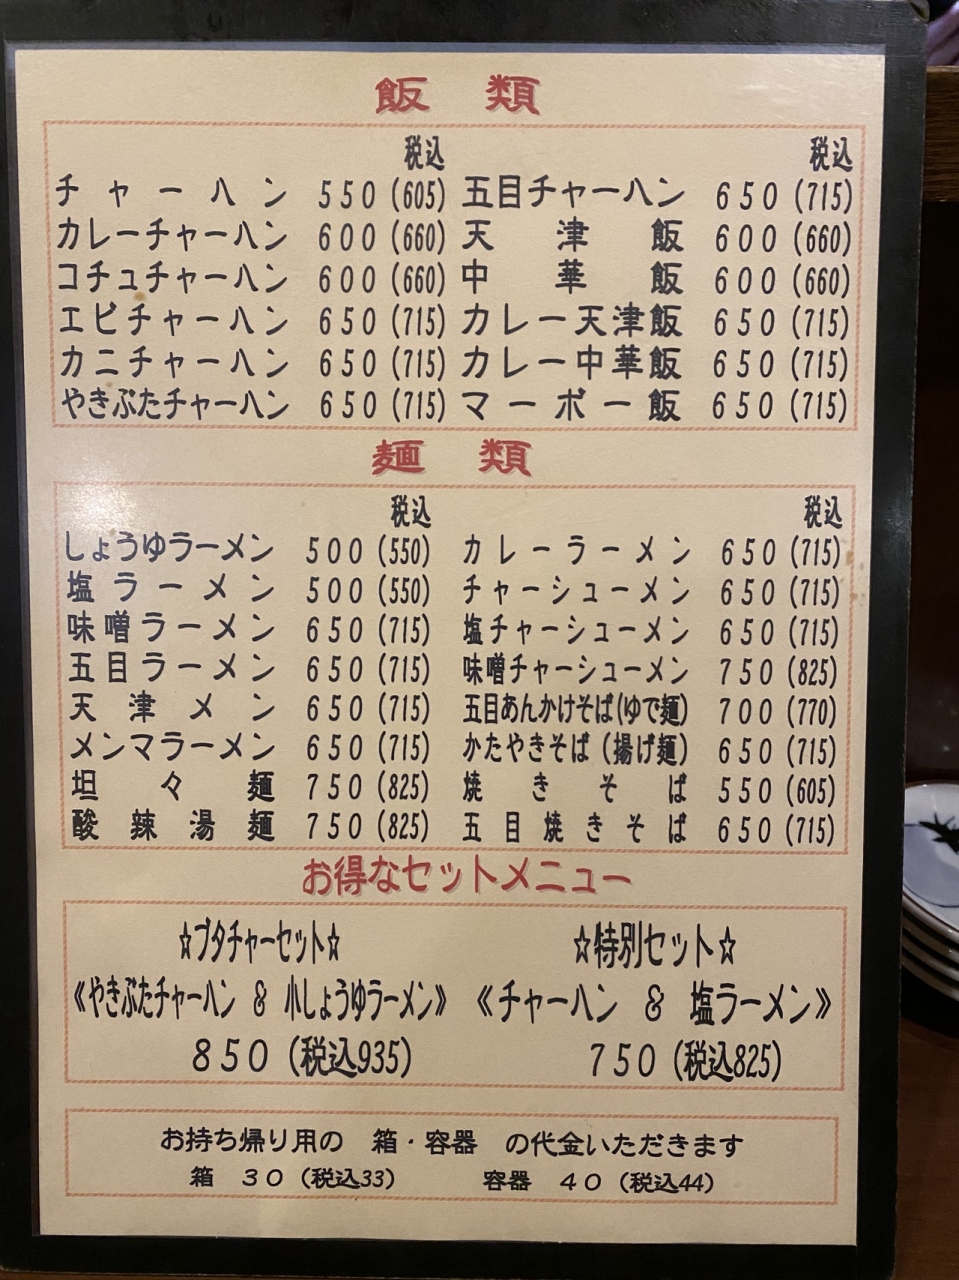 飯類
税込 税込
チャーハン 550(605) 五目チャーハン 650(715)
カレーチャーハン 600(660) 天津飯 600(660)
コチュチャーハン 600(660) 中華飯 600(660)
エビチャーハン 650(715) カレー天津飯 650(715)
カニチャーハン 650(715) カレー中華飯 650(715)
やきぶたチャーハン 650(715) マーボー飯 650(715)
麺類
税込 税込
しょうゆラーメン 500(550) カレーラーメン 650(715)
塩ラーメン 500(550) チャーシューメン 650(715)
味噌ラーメン 650(715) 塩チャーシューメン 650(715)
五目ラーメン 650(715) 味噌チャーシューメン 750(825)
天津メン 650(715) 五目あんかけそば(ゆで麺) 700(770)
メンマラーメン 650(715) かたやきそば(揚げ麺) 650(715)
坦々麺 750(825) 焼きそば 550(605)
酸辣湯麺 750(825) 五目焼きそば 650(715)
お得なセットメニュー
☆ブタチャーセット☆ ☆特別セット☆
《やきぶたチャーハン & 小しょうゆラーメン》 《チャーハン & 塩ラーメン》
850(税込935) 750(税込825)
お持ち帰り用の 箱・容器 の代金いただきます
箱 30(税込33) 容器 40(税込44)